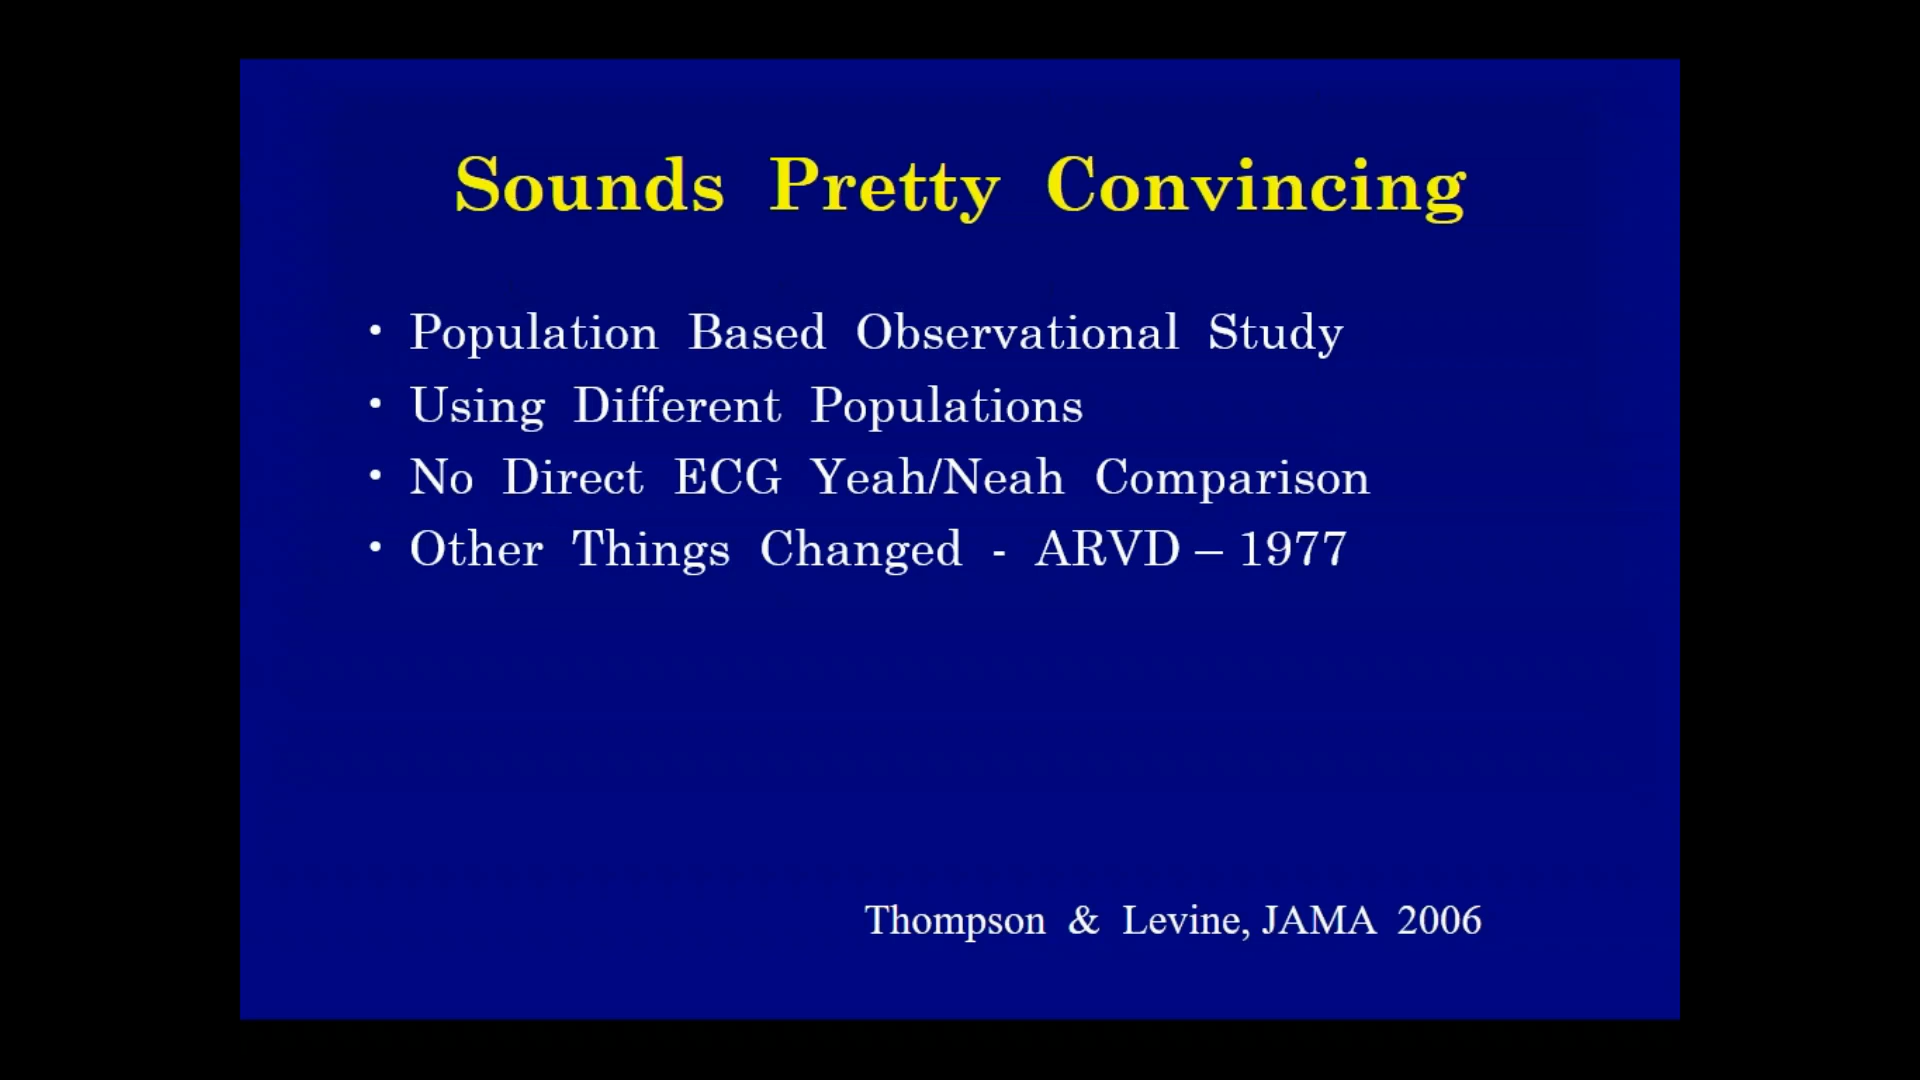 Sounds Pretty Convincing
• Population Based Observational Study
• Using Different Populations
• No Direct ECG Yeah/Neah Comparison
• Other Things Changed - ARVD – 1977
Thompson & Levine, JAMA 2006